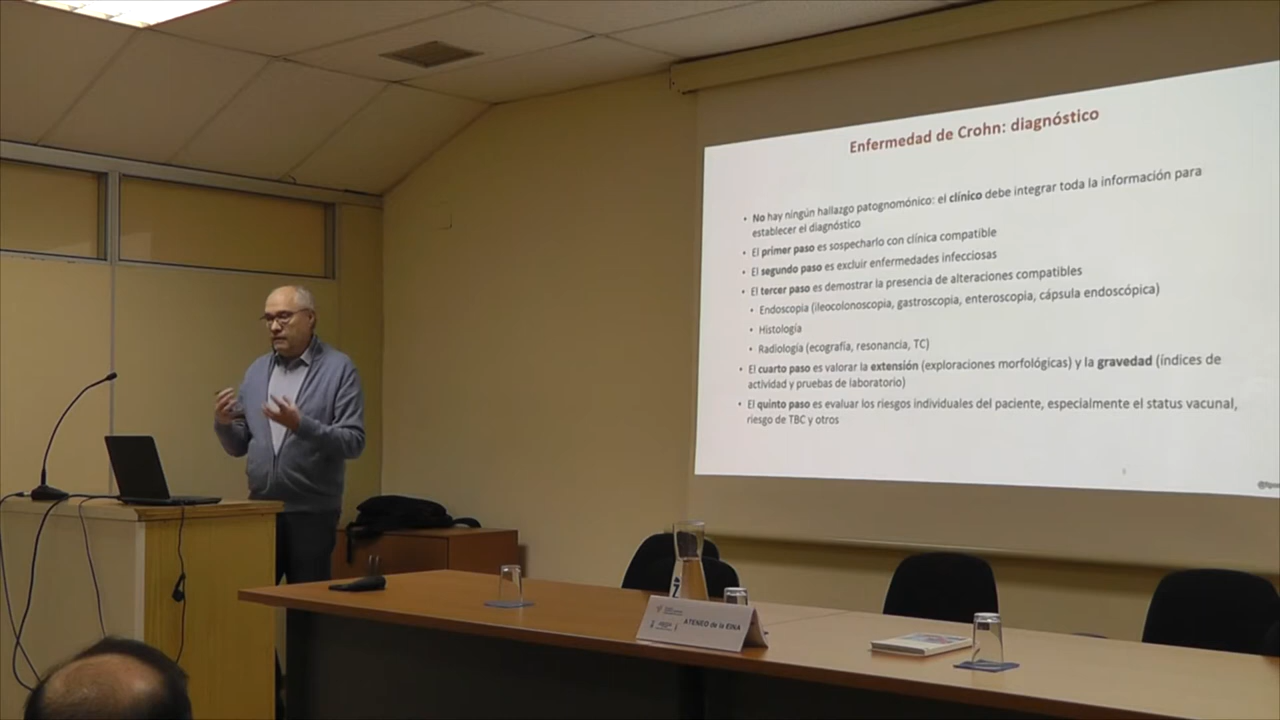 Enfermedad de Crohn: diagnóstico
• No hay ningún hallazgo patognomónico: el clínico debe integrar toda la información para
establecer el diagnóstico
• El primer paso es sospecharlo con clínica compatible
• El segundo paso es excluir enfermedades infecciosas
• El tercer paso es demostrar la presencia de alteraciones compatibles
• Endoscopia (ileocolonoscopia, gastroscopia, enteroscopia, cápsula endoscópica)
• Histología
• Radiología (ecografía, resonancia, TC)
• El cuarto paso es valorar la extensión (exploraciones morfológicas) y la gravedad (índices de
actividad y pruebas de laboratorio)
• El quinto paso es evaluar los riesgos individuales del paciente, especialmente el status vacunal,
riesgo de TBC y otros
ATENEO de la EINA